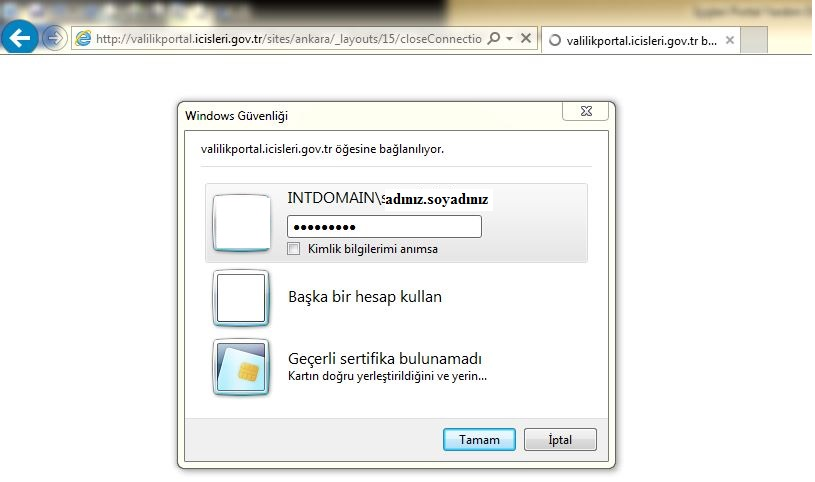 http://valilikportal.icisleri.gov.tr/sites/ankara/_layouts/15/closeConnectio
valilikportal.icisleri.gov.tr b...
Windows Güvenliği
valilikportal.icisleri.gov.tr öğesine bağlanılıyor.
INTDOMAIN\adınız.soyadınız
Kimlik bilgilerimi anımsa
Başka bir hesap kullan
Geçerli sertifika bulunamadı
Kartın doğru yerleştirildiğini ve yerin...
Tamam
İptal